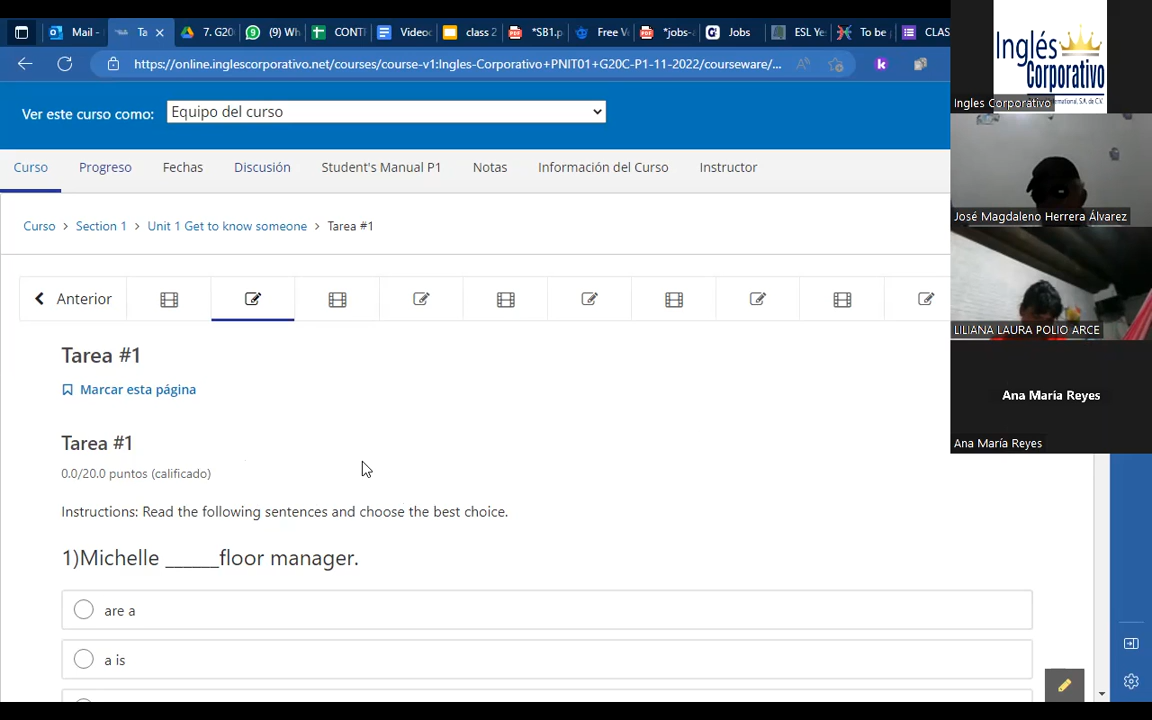 Mail -
Ta
7. G20
(9) Wh
CONTI
Videoc
class 2
*SB1.p
Free V
*jobs-
Jobs
ESL Ye
To be
CLAS
https://online.inglescorporativo.net/courses/course-v1:Ingles-Corporativo+PNIT01+G20C-P1-11-2022/courseware/...
Ver este curso como:
Equipo del curso
Curso
Progreso
Fechas
Discusión
Student's Manual P1
Notas
Información del Curso
Instructor
Curso > Section 1 > Unit 1 Get to know someone > Tarea #1
Anterior
Tarea #1
Marcar esta página
Tarea #1
0.0/20.0 puntos (calificado)
Instructions: Read the following sentences and choose the best choice.
1)Michelle ______floor manager.
are a
a is
Inglés
Corporativo
International, S.A. de C.V.
Ingles Corporativo
José Magdaleno Herrera Álvarez
LILIANA LAURA POLIO ARCE
Ana María Reyes
Ana María Reyes